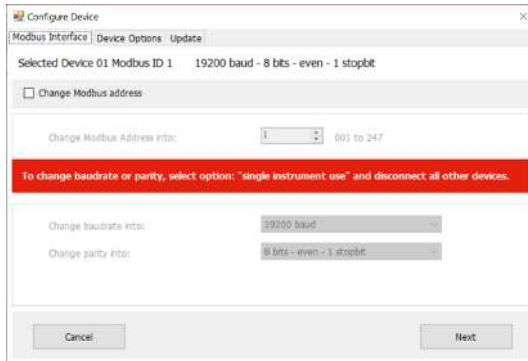 Configure Device
Modbus Interface Device Options Update
Selected Device 01 Modbus ID 1 19200 baud - 8 bits - even - 1 stopbit
Change Modbus address
Change Modbus Address into: 1 001 to 247
To change baudrate or parity, select option: "single instrument use" and disconnect all other devices.
Change baudrate into: 19200 baud
Change parity into: 8 bits - even - 1 stopbit
Cancel Next